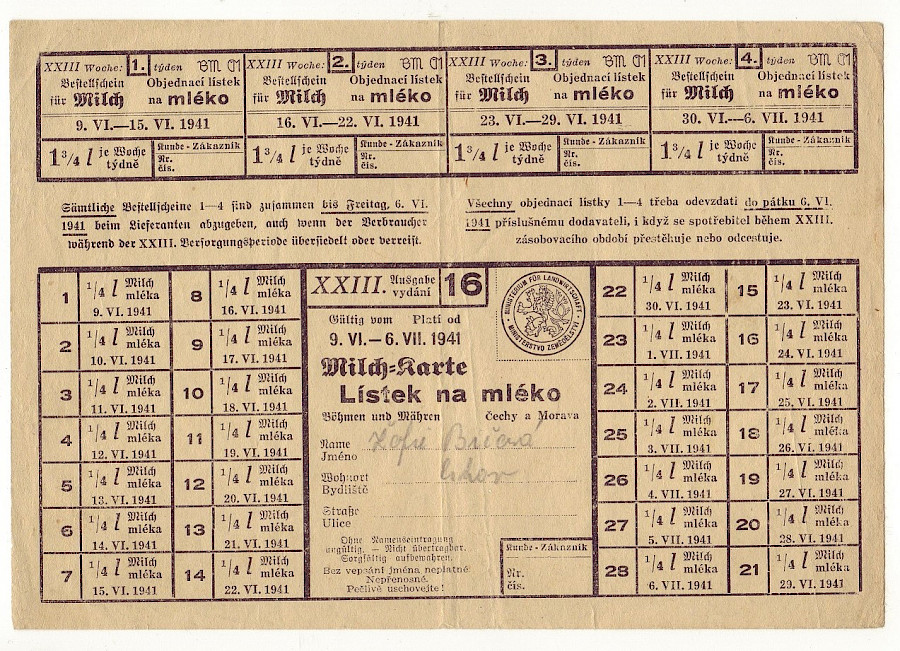 XXIII Woche: 1. týden BM ČM
Bestellschein Objednací lístek
für Milch na mléko
9. VI.—15. VI. 1941
1 3/4 l je Woche týdně
Kunde - Zákazník
Nr.
čís.
XXIII Woche: 2. týden BM ČM
Bestellschein Objednací lístek
für Milch na mléko
16. VI.—22. VI. 1941
1 3/4 l je Woche týdně
Kunde - Zákazník
Nr.
čís.
XXIII Woche: 3. týden BM ČM
Bestellschein Objednací lístek
für Milch na mléko
23. VI.—29. VI. 1941
1 3/4 l je Woche týdně
Kunde - Zákazník
Nr.
čís.
XXIII Woche: 4. týden BM ČM
Bestellschein Objednací lístek
für Milch na mléko
30. VI.—6. VII. 1941
1 3/4 l je Woche týdně
Kunde - Zákazník
Nr.
čís.
Sämtliche Bestellscheine 1—4 sind zusammen bis Freitag, 6. VI.
1941 beim Lieferanten abzugeben, auch wenn der Verbraucher
während der XXIII. Versorgungsperiode übersiedelt oder verreist.
Všechny objednací lístky 1—4 třeba odevzdati do pátku 6. VI.
1941 příslušnému dodavateli, i když se spotřebitel během XXIII.
zásobovacího období přestěhuje nebo odcestuje.
1 1/4 l Milch mléka 9. VI. 1941
2 1/4 l Milch mléka 10. VI. 1941
3 1/4 l Milch mléka 11. VI. 1941
4 1/4 l Milch mléka 12. VI. 1941
5 1/4 l Milch mléka 13. VI. 1941
6 1/4 l Milch mléka 14. VI. 1941
7 1/4 l Milch mléka 15. VI. 1941
8 1/4 l Milch mléka 16. VI. 1941
9 1/4 l Milch mléka 17. VI. 1941
10 1/4 l Milch mléka 18. VI. 1941
11 1/4 l Milch mléka 19. VI. 1941
12 1/4 l Milch mléka 20. VI. 1941
13 1/4 l Milch mléka 21. VI. 1941
14 1/4 l Milch mléka 22. VI. 1941
XXIII. Ausgabe vydání 16
MINISTERIUM FÜR LANDWIRTSCHAFT
MINISTERSTVO ZEMĚDĚLSTVÍ
Gültig vom Platí od
9. VI.—6. VII. 1941
Milch-Karte
Lístek na mléko
Böhmen und Mähren Čechy a Morava
Name
Jméno
Wohnort
Bydliště
Straße
Ulice
Ohne Namenseintragung
ungültig. — Nicht übertragbar.
Sorgfältig aufbewahren.
Bez vepsání jména neplatné!
Nepřenosné.
Pečlivě uschovejte!
Kunde - Zákazník
Nr.
čís.
22 1/4 l Milch mléka 30. VI. 1941
23 1/4 l Milch mléka 1. VII. 1941
24 1/4 l Milch mléka 2. VII. 1941
25 1/4 l Milch mléka 3. VII. 1941
26 1/4 l Milch mléka 4. VII. 1941
27 1/4 l Milch mléka 5. VII. 1941
28 1/4 l Milch mléka 6. VII. 1941
15 1/4 l Milch mléka 23. VI. 1941
16 1/4 l Milch mléka 24. VI. 1941
17 1/4 l Milch mléka 25. VI. 1941
18 1/4 l Milch mléka 26. VI. 1941
19 1/4 l Milch mléka 27. VI. 1941
20 1/4 l Milch mléka 28. VI. 1941
21 1/4 l Milch mléka 29. VI. 1941